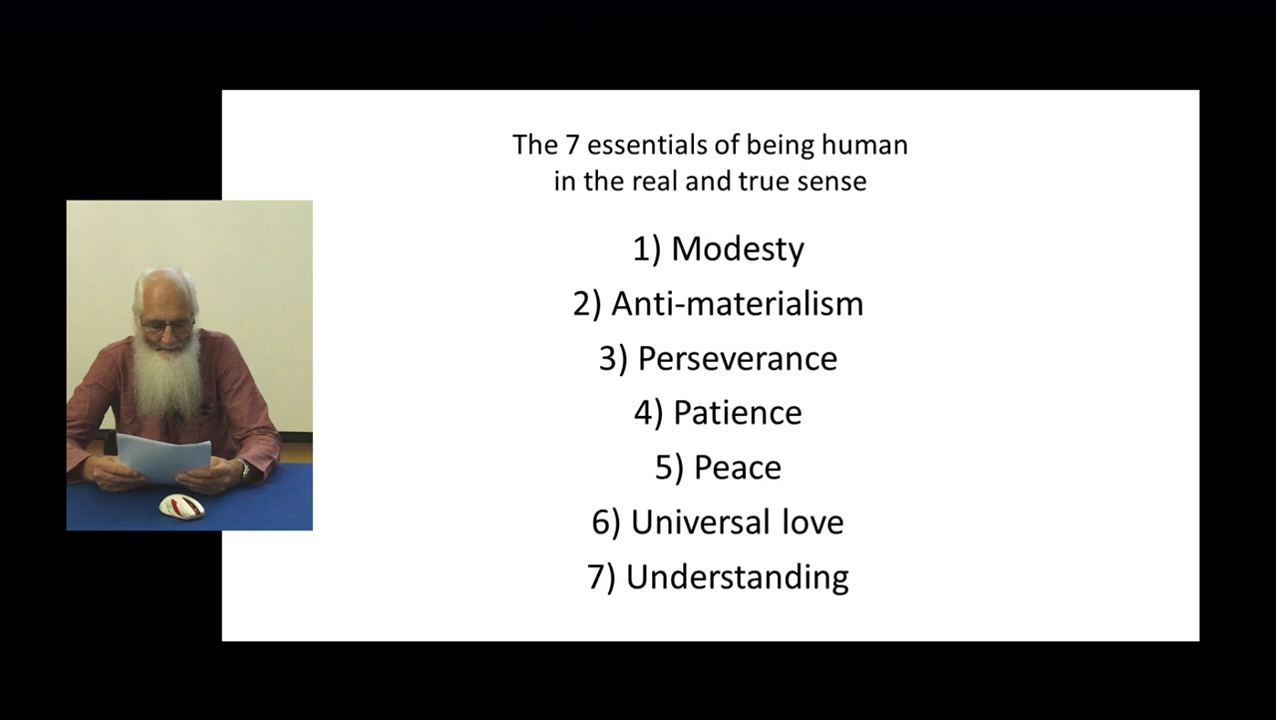 The 7 essentials of being human
in the real and true sense
1) Modesty
2) Anti-materialism
3) Perseverance
4) Patience
5) Peace
6) Universal love
7) Understanding